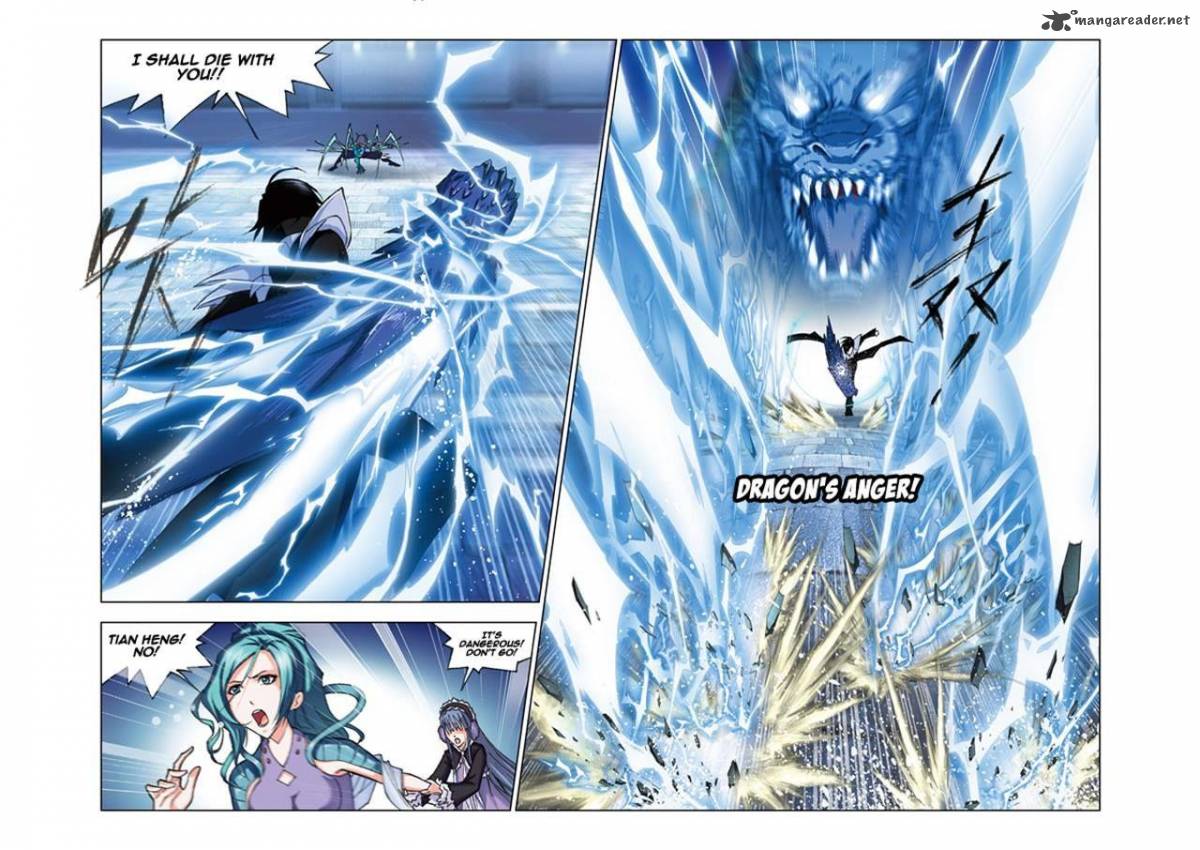 mangareader.net
I SHALL DIE WITH
YOU!!
DRAGON'S ANGER!
TIAN HENG!
NO!
IT'S
DANGEROUS!
DON'T GO!